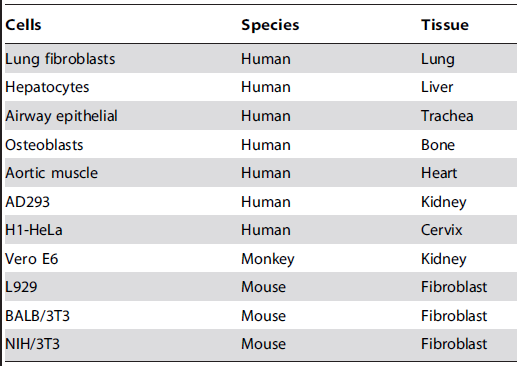 Cells Species Tissue
Lung fibroblasts Human Lung
Hepatocytes Human Liver
Airway epithelial Human Trachea
Osteoblasts Human Bone
Aortic muscle Human Heart
AD293 Human Kidney
H1-HeLa Human Cervix
Vero E6 Monkey Kidney
L929 Mouse Fibroblast
BALB/3T3 Mouse Fibroblast
NIH/3T3 Mouse Fibroblast